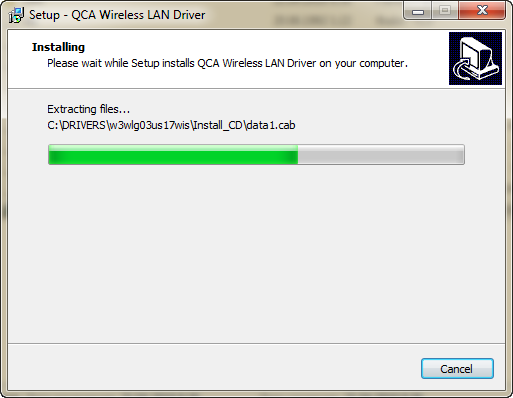 Setup - QCA Wireless LAN Driver
Installing
Please wait while Setup installs QCA Wireless LAN Driver on your computer.
Extracting files...
C:\DRIVERS\w3wlg03us17wis\Install_CD\data1.cab
Cancel